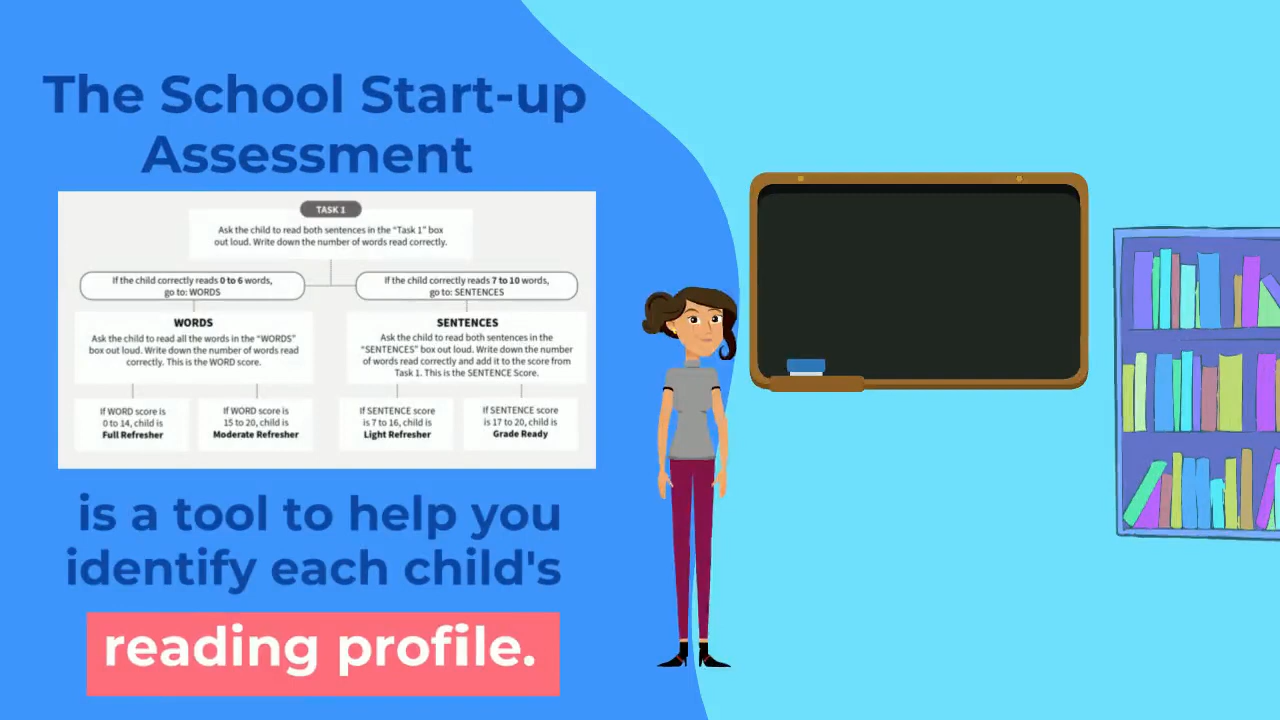 The School Start-up
Assessment
TASK 1
Ask the child to read both sentences in the “Task 1” box
out loud. Write down the number of words read correctly.
If the child correctly reads 0 to 6 words,
go to: WORDS
If the child correctly reads 7 to 10 words,
go to: SENTENCES
WORDS
Ask the child to read all the words in the “WORDS”
box out loud. Write down the number of words read
correctly. This is the WORD score.
SENTENCES
Ask the child to read both sentences in the
“SENTENCES” box out loud. Write down the number
of words read correctly and add it to the score from
Task 1. This is the SENTENCE Score.
If WORD score is
0 to 14, child is
Full Refresher
If WORD score is
15 to 20, child is
Moderate Refresher
If SENTENCE score
is 7 to 16, child is
Light Refresher
If SENTENCE score
is 17 to 20, child is
Grade Ready
is a tool to help you
identify each child's
reading profile.